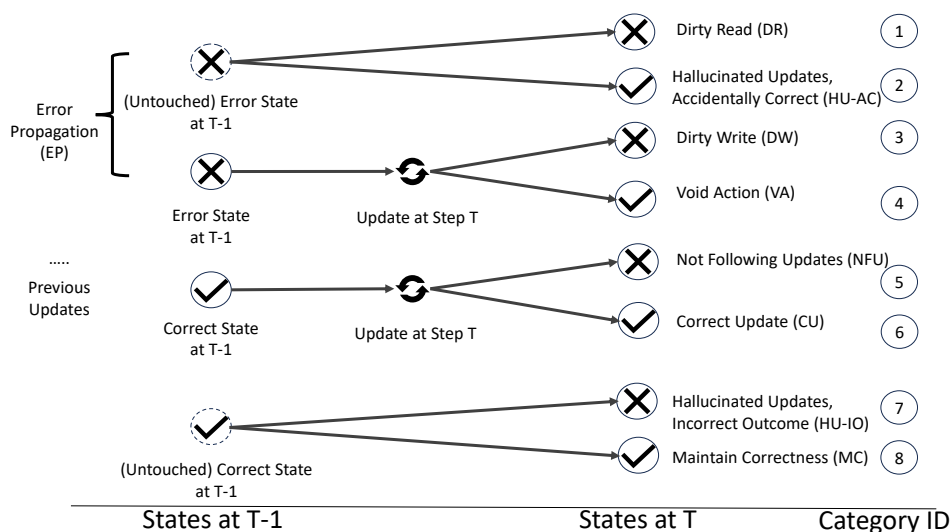 Dirty Read (DR)
1
Hallucinated Updates,
Accidentally Correct (HU-AC)
2
(Untouched) Error State
at T-1
Error
Propagation
(EP)
Dirty Write (DW)
3
Void Action (VA)
4
Error State
at T-1
Update at Step T
.....
Previous
Updates
Not Following Updates (NFU)
5
Correct Update (CU)
6
Correct State
at T-1
Update at Step T
Hallucinated Updates,
Incorrect Outcome (HU-IO)
7
Maintain Correctness (MC)
8
(Untouched) Correct State
at T-1
States at T-1
States at T
Category ID